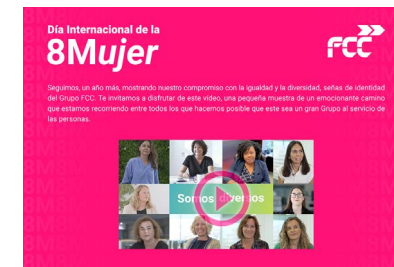 Día Internacional de la
8Mujer
fcc
Seguimos, un año más, mostrando nuestro compromiso con la igualdad y la diversidad, señas de identidad
del Grupo FCC. Te invitamos a disfrutar de este vídeo, una pequeña muestra de un emocionante camino
que estamos recorriendo entre todos los que hacemos posible que este sea un gran Grupo al servicio de
las personas.
Somos diversos